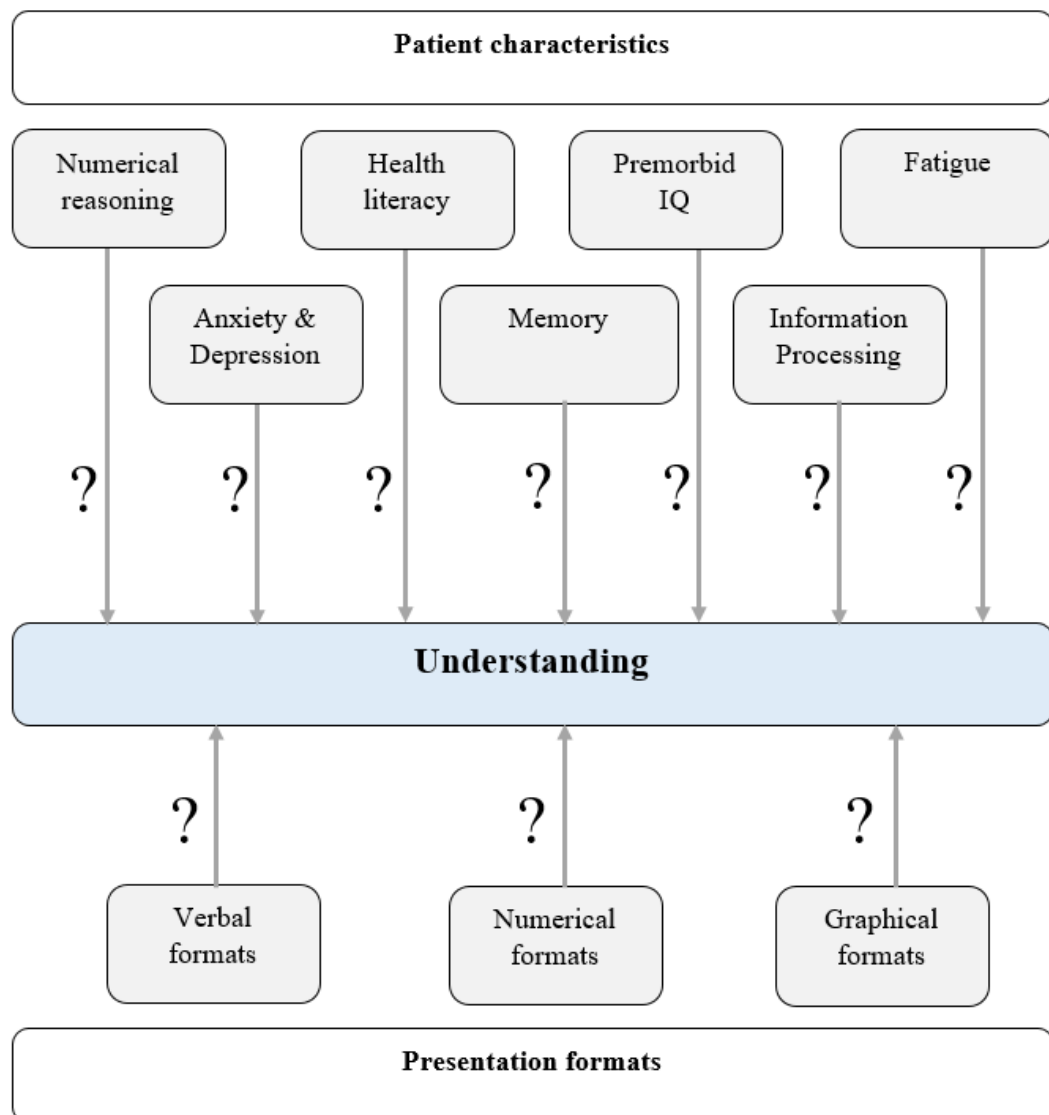 Patient characteristics
Numerical
reasoning
Health
literacy
Premorbid
IQ
Fatigue
Anxiety &
Depression
Memory
Information
Processing
?
?
?
?
?
?
?
Understanding
?
?
?
Verbal
formats
Numerical
formats
Graphical
formats
Presentation formats